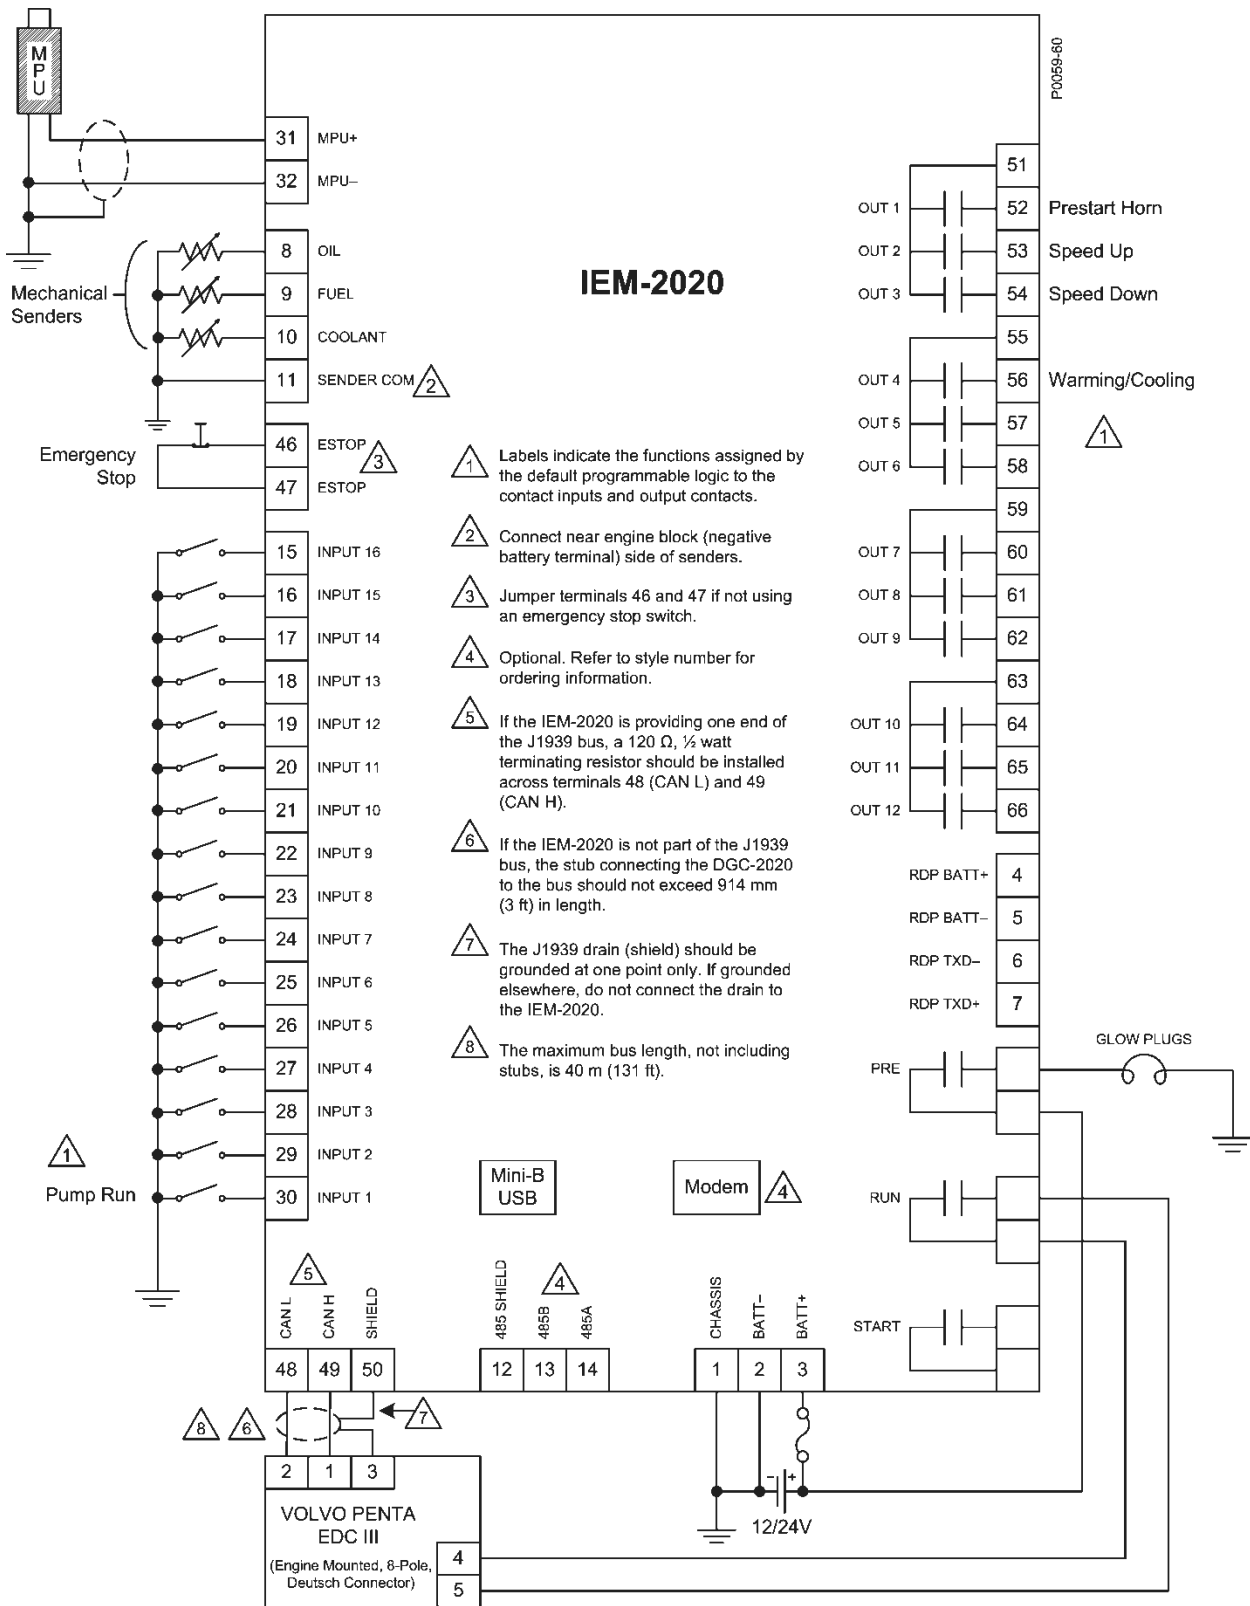 M
P
U
P0059-60
31 MPU+
32 MPU–
Mechanical
Senders
8 OIL
9 FUEL
10 COOLANT
11 SENDER COM 2
Emergency
Stop
46 ESTOP
47 ESTOP
3
15 INPUT 16
16 INPUT 15
17 INPUT 14
18 INPUT 13
19 INPUT 12
20 INPUT 11
21 INPUT 10
22 INPUT 9
23 INPUT 8
24 INPUT 7
25 INPUT 6
26 INPUT 5
27 INPUT 4
28 INPUT 3
29 INPUT 2
1
Pump Run 30 INPUT 1
IEM-2020
1 Labels indicate the functions assigned by
the default programmable logic to the
contact inputs and output contacts.
2 Connect near engine block (negative
battery terminal) side of senders.
3 Jumper terminals 46 and 47 if not using
an emergency stop switch.
4 Optional. Refer to style number for
ordering information.
5 If the IEM-2020 is providing one end of
the J1939 bus, a 120 Ω, ½ watt
terminating resistor should be installed
across terminals 48 (CAN L) and 49
(CAN H).
6 If the IEM-2020 is not part of the J1939
bus, the stub connecting the DGC-2020
to the bus should not exceed 914 mm
(3 ft) in length.
7 The J1939 drain (shield) should be
grounded at one point only. If grounded
elsewhere, do not connect the drain to
the IEM-2020.
8 The maximum bus length, not including
stubs, is 40 m (131 ft).
51
OUT 1 52 Prestart Horn
OUT 2 53 Speed Up
OUT 3 54 Speed Down
55
OUT 4 56 Warming/Cooling
OUT 5 57
1
OUT 6 58
59
OUT 7 60
OUT 8 61
OUT 9 62
63
OUT 10 64
OUT 11 65
OUT 12 66
RDP BATT+ 4
RDP BATT– 5
RDP TXD– 6
RDP TXD+ 7
GLOW PLUGS
PRE
RUN
START
Mini-B
USB
Modem 4
5
CAN L
CAN H
SHIELD
48 49 50
4
485 SHIELD
485B
485A
12 13 14
CHASSIS
BATT–
BATT+
1 2 3
8 6 7
2 1 3
VOLVO PENTA
EDC III
(Engine Mounted, 8-Pole,
Deutsch Connector)
4
5
- +
12/24V